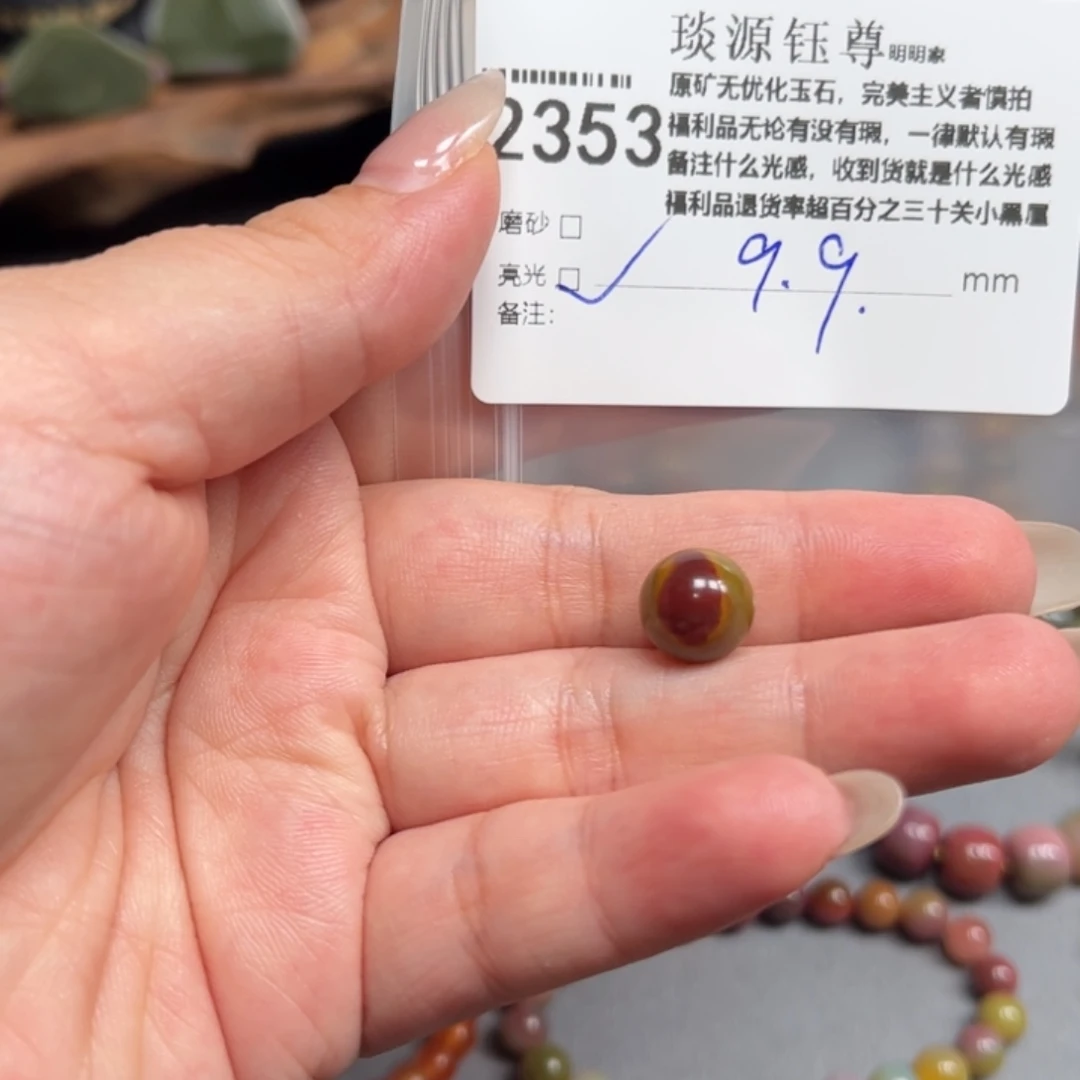 琰源钰尊明明家
原矿无优化玉石，完美主义者慎拍
2353
福利品无论有没有瑕，一律默认有瑕
备注什么光感，收到货就是什么光感
福利品退货率超百分之三十关小黑屋
磨砂 □
亮光 □ ✓ 9.9. mm
备注：